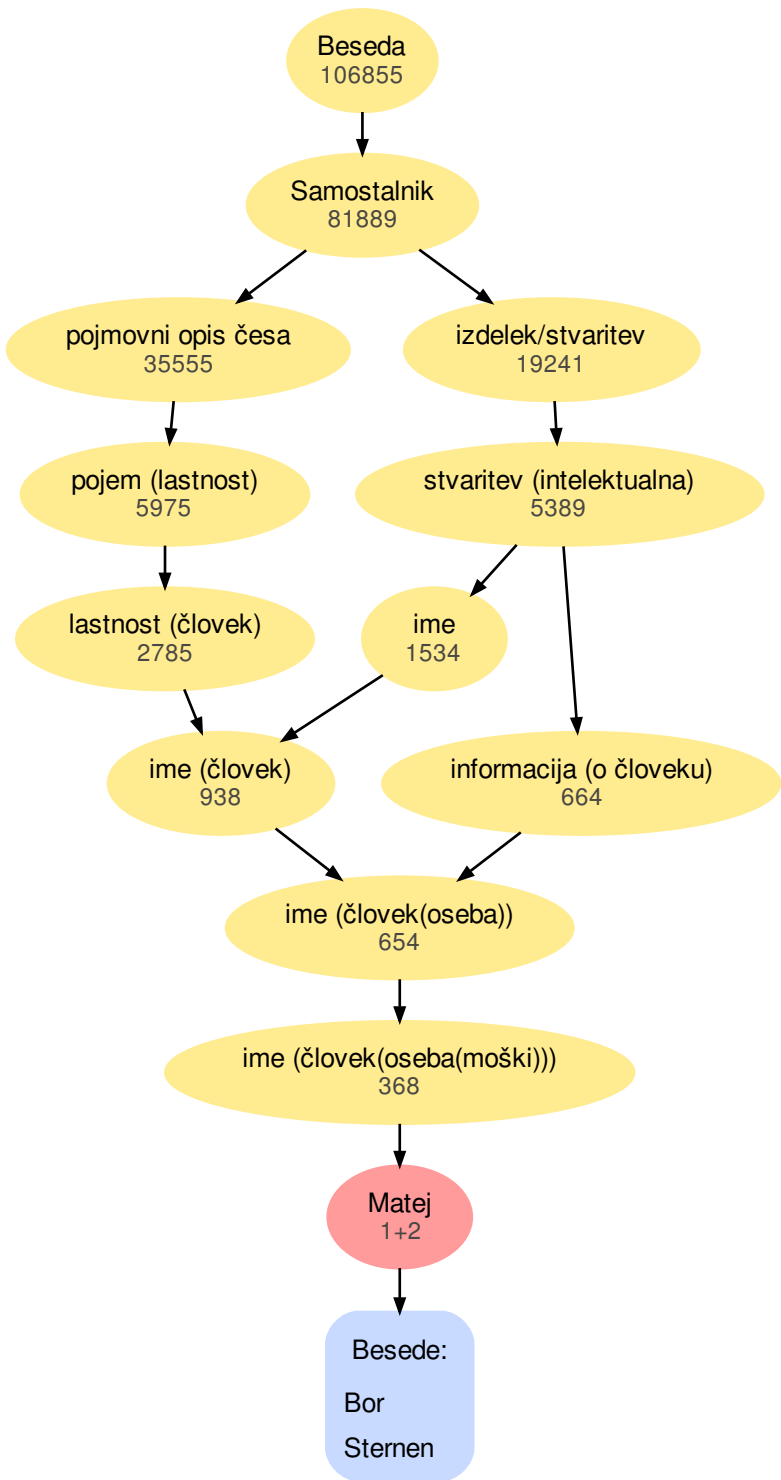 Beseda
106855
Samostalnik
81889
pojmovni opis česa
35555
izdelek/stvaritev
19241
pojem (lastnost)
5975
stvaritev (intelektualna)
5389
lastnost (človek)
2785
ime
1534
ime (človek)
938
informacija (o človeku)
664
ime (človek(oseba))
654
ime (človek(oseba(moški)))
368
Matej
1+2
Besede:
Bor
Sternen